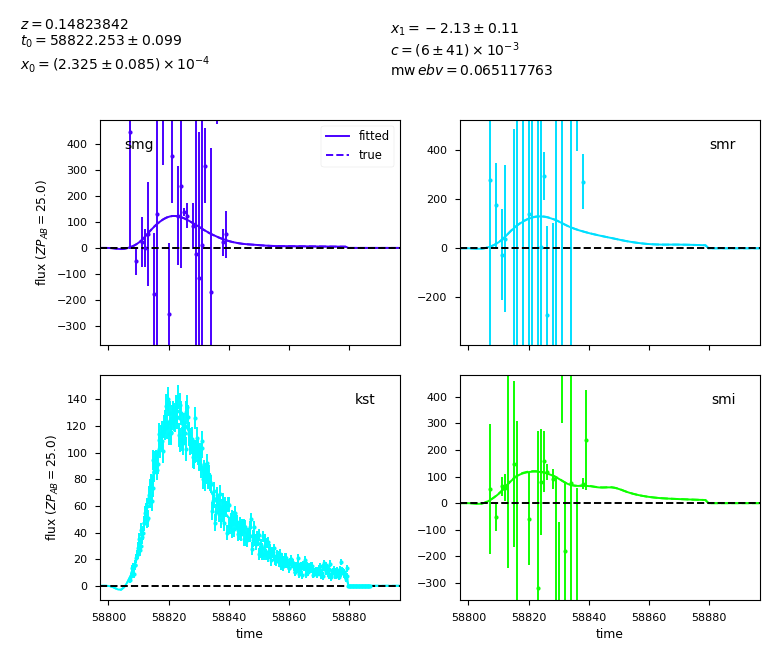 z = 0.14823842
t₀ = 58822.253 ± 0.099
x₀ = (2.325 ± 0.085) × 10⁻⁴
x₁ = −2.13 ± 0.11
c = (6 ± 41) × 10⁻³
mw ebv = 0.065117763
smg
fitted
true
400
300
200
100
0
−100
−200
−300
flux (ZP_AB = 25.0)
smr
400
200
0
−200
kst
140
120
100
80
60
40
20
0
flux (ZP_AB = 25.0)
58800 58820 58840 58860 58880
time
smi
400
300
200
100
0
−100
−200
−300
58800 58820 58840 58860 58880
time